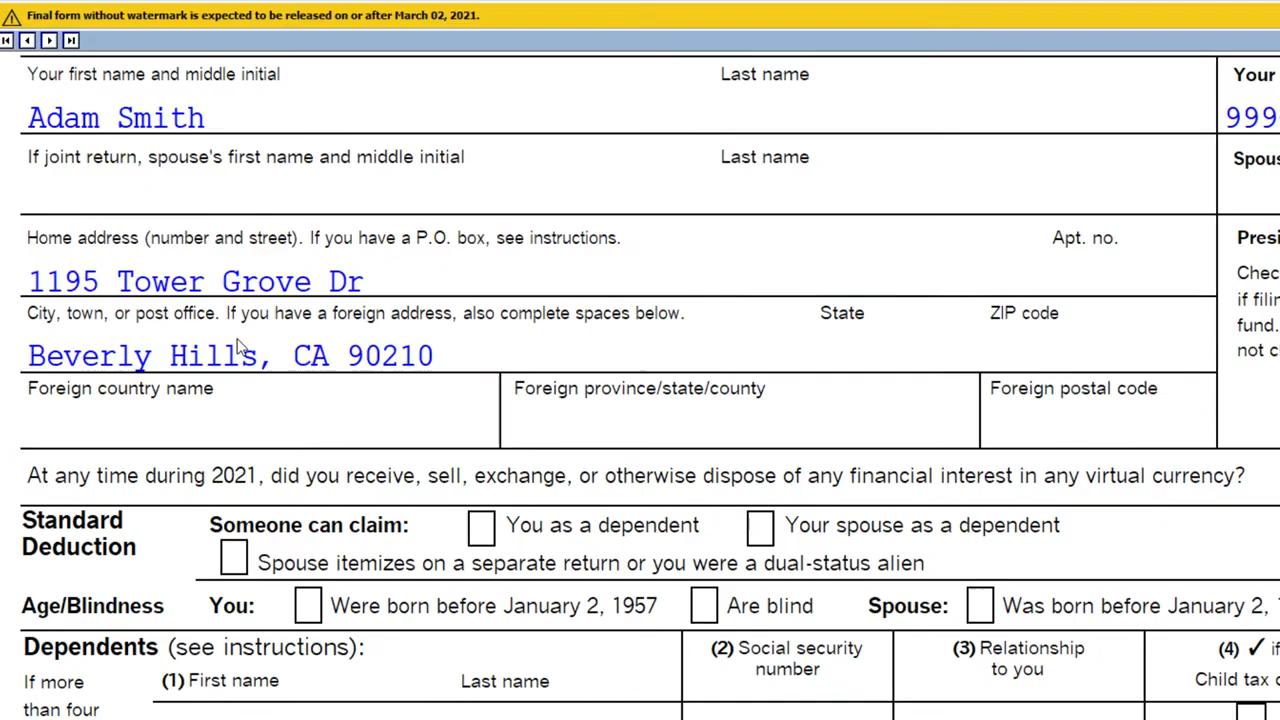 Final form without watermark is expected to be released on or after March 02, 2021.
Your first name and middle initial Last name Your
Adam Smith 999
If joint return, spouse's first name and middle initial Last name
Home address (number and street). If you have a P.O. box, see instructions. Apt. no.
1195 Tower Grove Dr
City, town, or post office. If you have a foreign address, also complete spaces below. State ZIP code
if
fund.
Beverly Hills, CA 90210 not
Foreign country name Foreign province/state/county Foreign postal code
At any time during 2021, did you receive, sell, exchange, or otherwise dispose of any financial interest in any virtual currency?
Standard Deduction
Someone can claim: You as a dependent Your spouse as a dependent
Spouse itemizes on a separate return or you were a dual-status alien
Age/Blindness You: Were born before January 2, 1957 Are blind Spouse: Was born before January 2,
Dependents (see instructions): (2) Social security number (3) Relationship to you (4) ✓ if
If more than four
(1) First name Last name Child tax